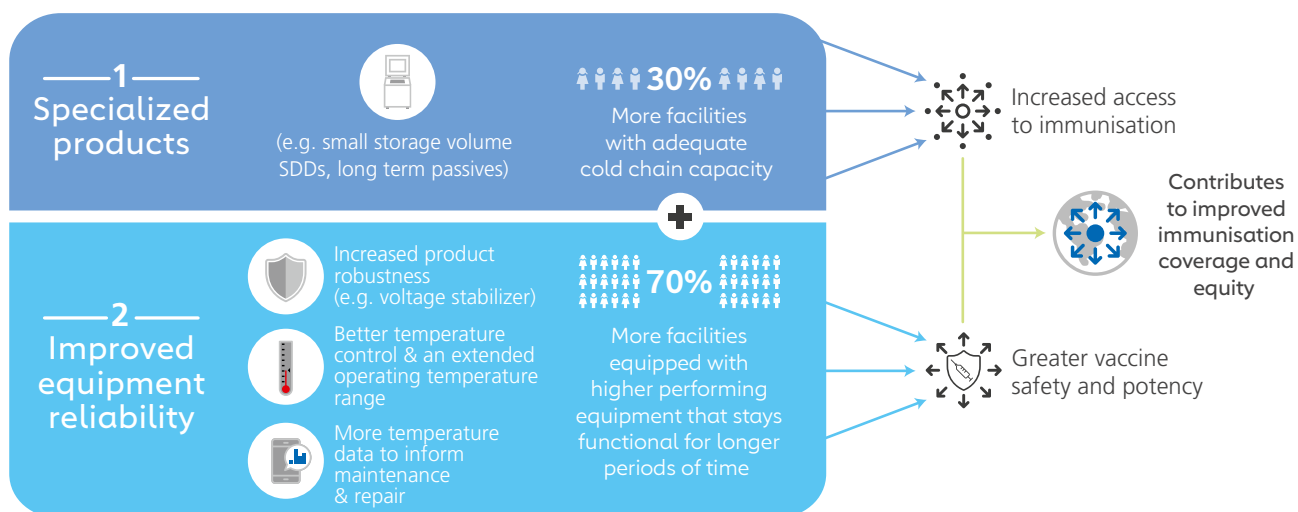 1
Specialized
products
(e.g. small storage volume
SDDs, long term passives)
30%
More facilities
with adequate
cold chain capacity
2
Improved
equipment
reliability
Increased product
robustness
(e.g. voltage stabilizer)
Better temperature
control & an extended
operating temperature
range
More temperature
data to inform
maintenance
& repair
70%
More facilities
equipped with
higher performing
equipment that stays
functional for longer
periods of time
Increased access
to immunisation
Greater vaccine
safety and potency
Contributes
to improved
immunisation
coverage and
equity